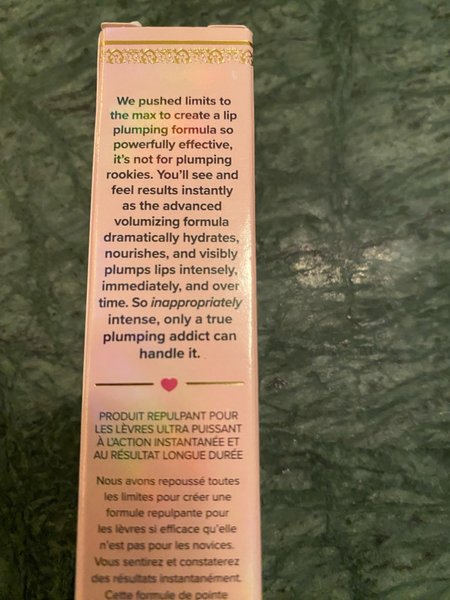 We pushed limits to
the max to create a lip
plumping formula so
powerfully effective,
it's not for plumping
rookies. You'll see and
feel results instantly
as the advanced
volumizing formula
dramatically hydrates,
nourishes, and visibly
plumps lips intensely,
immediately, and over
time. So inappropriately
intense, only a true
plumping addict can
handle it.
PRODUIT REPULPANT POUR
LES LÈVRES ULTRA PUISSANT
À L'ACTION INSTANTANÉE ET
AU RÉSULTAT LONGUE DURÉE
Nous avons repoussé toutes
les limites pour créer une
formule repulpante pour
les lèvres si efficace qu'elle
n'est pas pour les novices.
Vous sentirez et constaterez
des résultats instantanément.
Cette formule de pointe